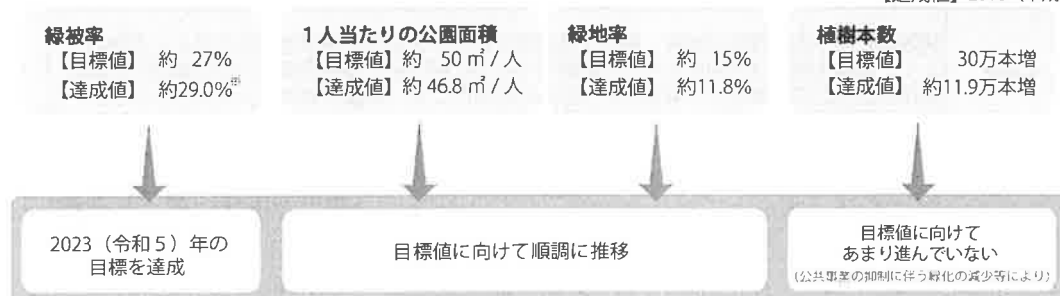 緑被率
【目標値】 約 27%
【達成値】 約29.0%※
1人当たりの公園面積
【目標値】 約 50 ㎡ / 人
【達成値】 約 46.8 ㎡ / 人
緑地率
【目標値】 約 15%
【達成値】 約11.8%
植樹本数
【目標値】 30万本増
【達成値】 約11.9万本増
2023（令和５）年の
目標を達成
目標値に向けて順調に推移
目標値に向けて
あまり進んでいない
(公共事業の抑制に伴う緑化の減少等により)